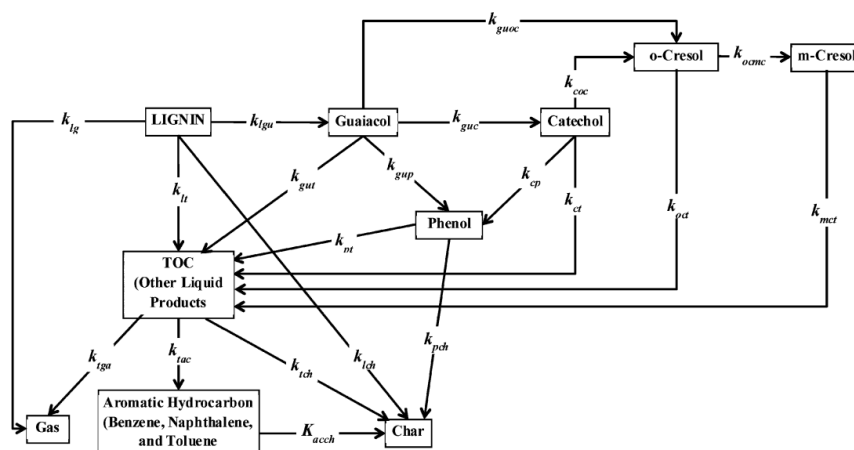 k_guoc
o-Cresol
k_ocmc
m-Cresol
k_coc
k_lg
LIGNIN
k_lgu
Guaiacol
k_guc
Catechol
k_lt
k_gut
k_gup
k_cp
k_ct
k_oct
k_mct
Phenol
k_pt
TOC
(Other Liquid
Products
k_tga
k_tac
k_tch
k_lch
k_pch
Aromatic Hydrocarbon
(Benzene, Naphthalene,
and Toluene
Gas
K_acch
Char